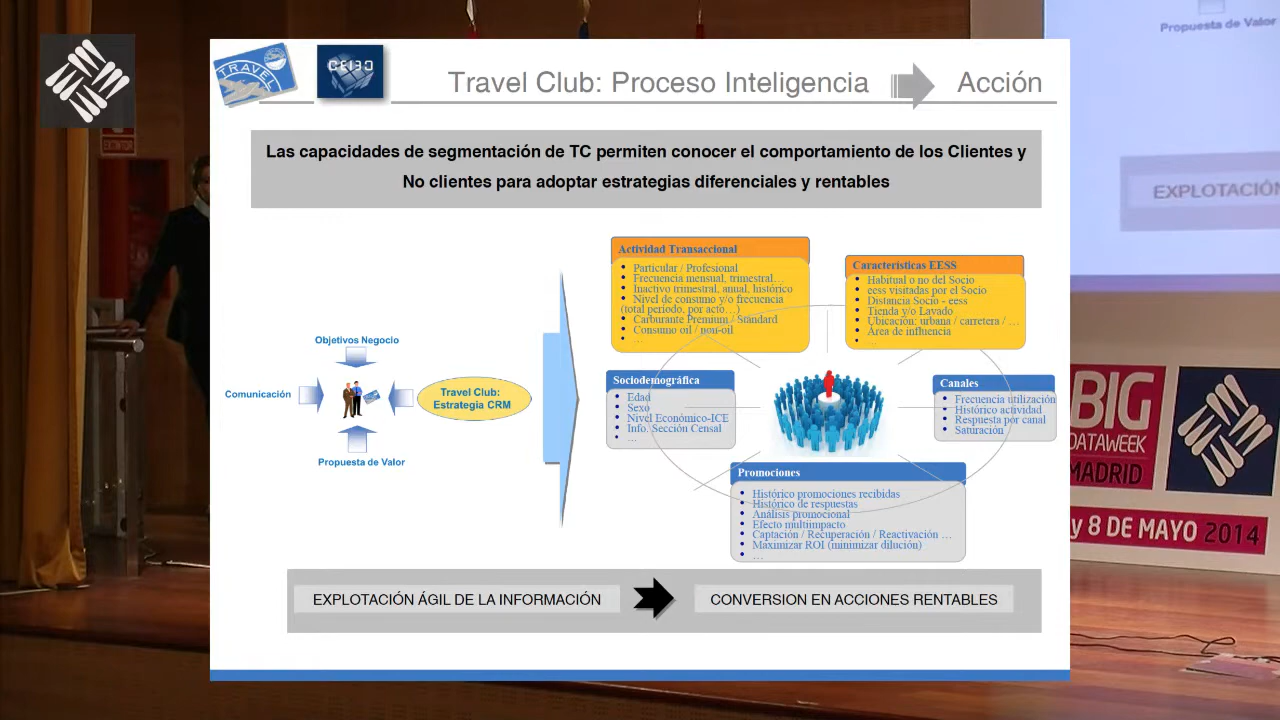 TRAVEL
CEIBO
Travel Club: Proceso Inteligencia
Acción
Las capacidades de segmentación de TC permiten conocer el comportamiento de los Clientes y
No clientes para adoptar estrategias diferenciales y rentables
Objetivos Negocio
Comunicación
Travel Club:
Estrategia CRM
Propuesta de Valor
Actividad Transaccional
• Particular / Profesional
• Frecuencia mensual, trimestral…
• Inactivo trimestral, anual, histórico
• Nivel de consumo y/o frecuencia
(total periodo, por acto…)
• Carburante Premium / Standard
• Consumo oil / non-oil
• …
Características EESS
• Habitual o no del Socio
• eess visitadas por el Socio
• Distancia Socio - eess
• Tienda y/o Lavado
• Ubicación: urbana / carretera / …
• Área de influencia
• …
Sociodemográfica
• Edad
• Sexo
• Nivel Económico-ICE
• Info. Sección Censal
• …
Canales
• Frecuencia utilización
• Histórico actividad
• Respuesta por canal
• Saturación
Promociones
• Histórico promociones recibidas
• Histórico de respuestas
• Análisis promocional
• Efecto multiimpacto
• Captación / Recuperación / Reactivación …
• Maximizar ROI (minimizar dilución)
• …
EXPLOTACIÓN ÁGIL DE LA INFORMACIÓN
CONVERSION EN ACCIONES RENTABLES
EXTINTOR
Propuesta de Valor
EXPLOTACIÓN
BIG
DATAWEEK
MADRID
y 8 DE MAYO 2014